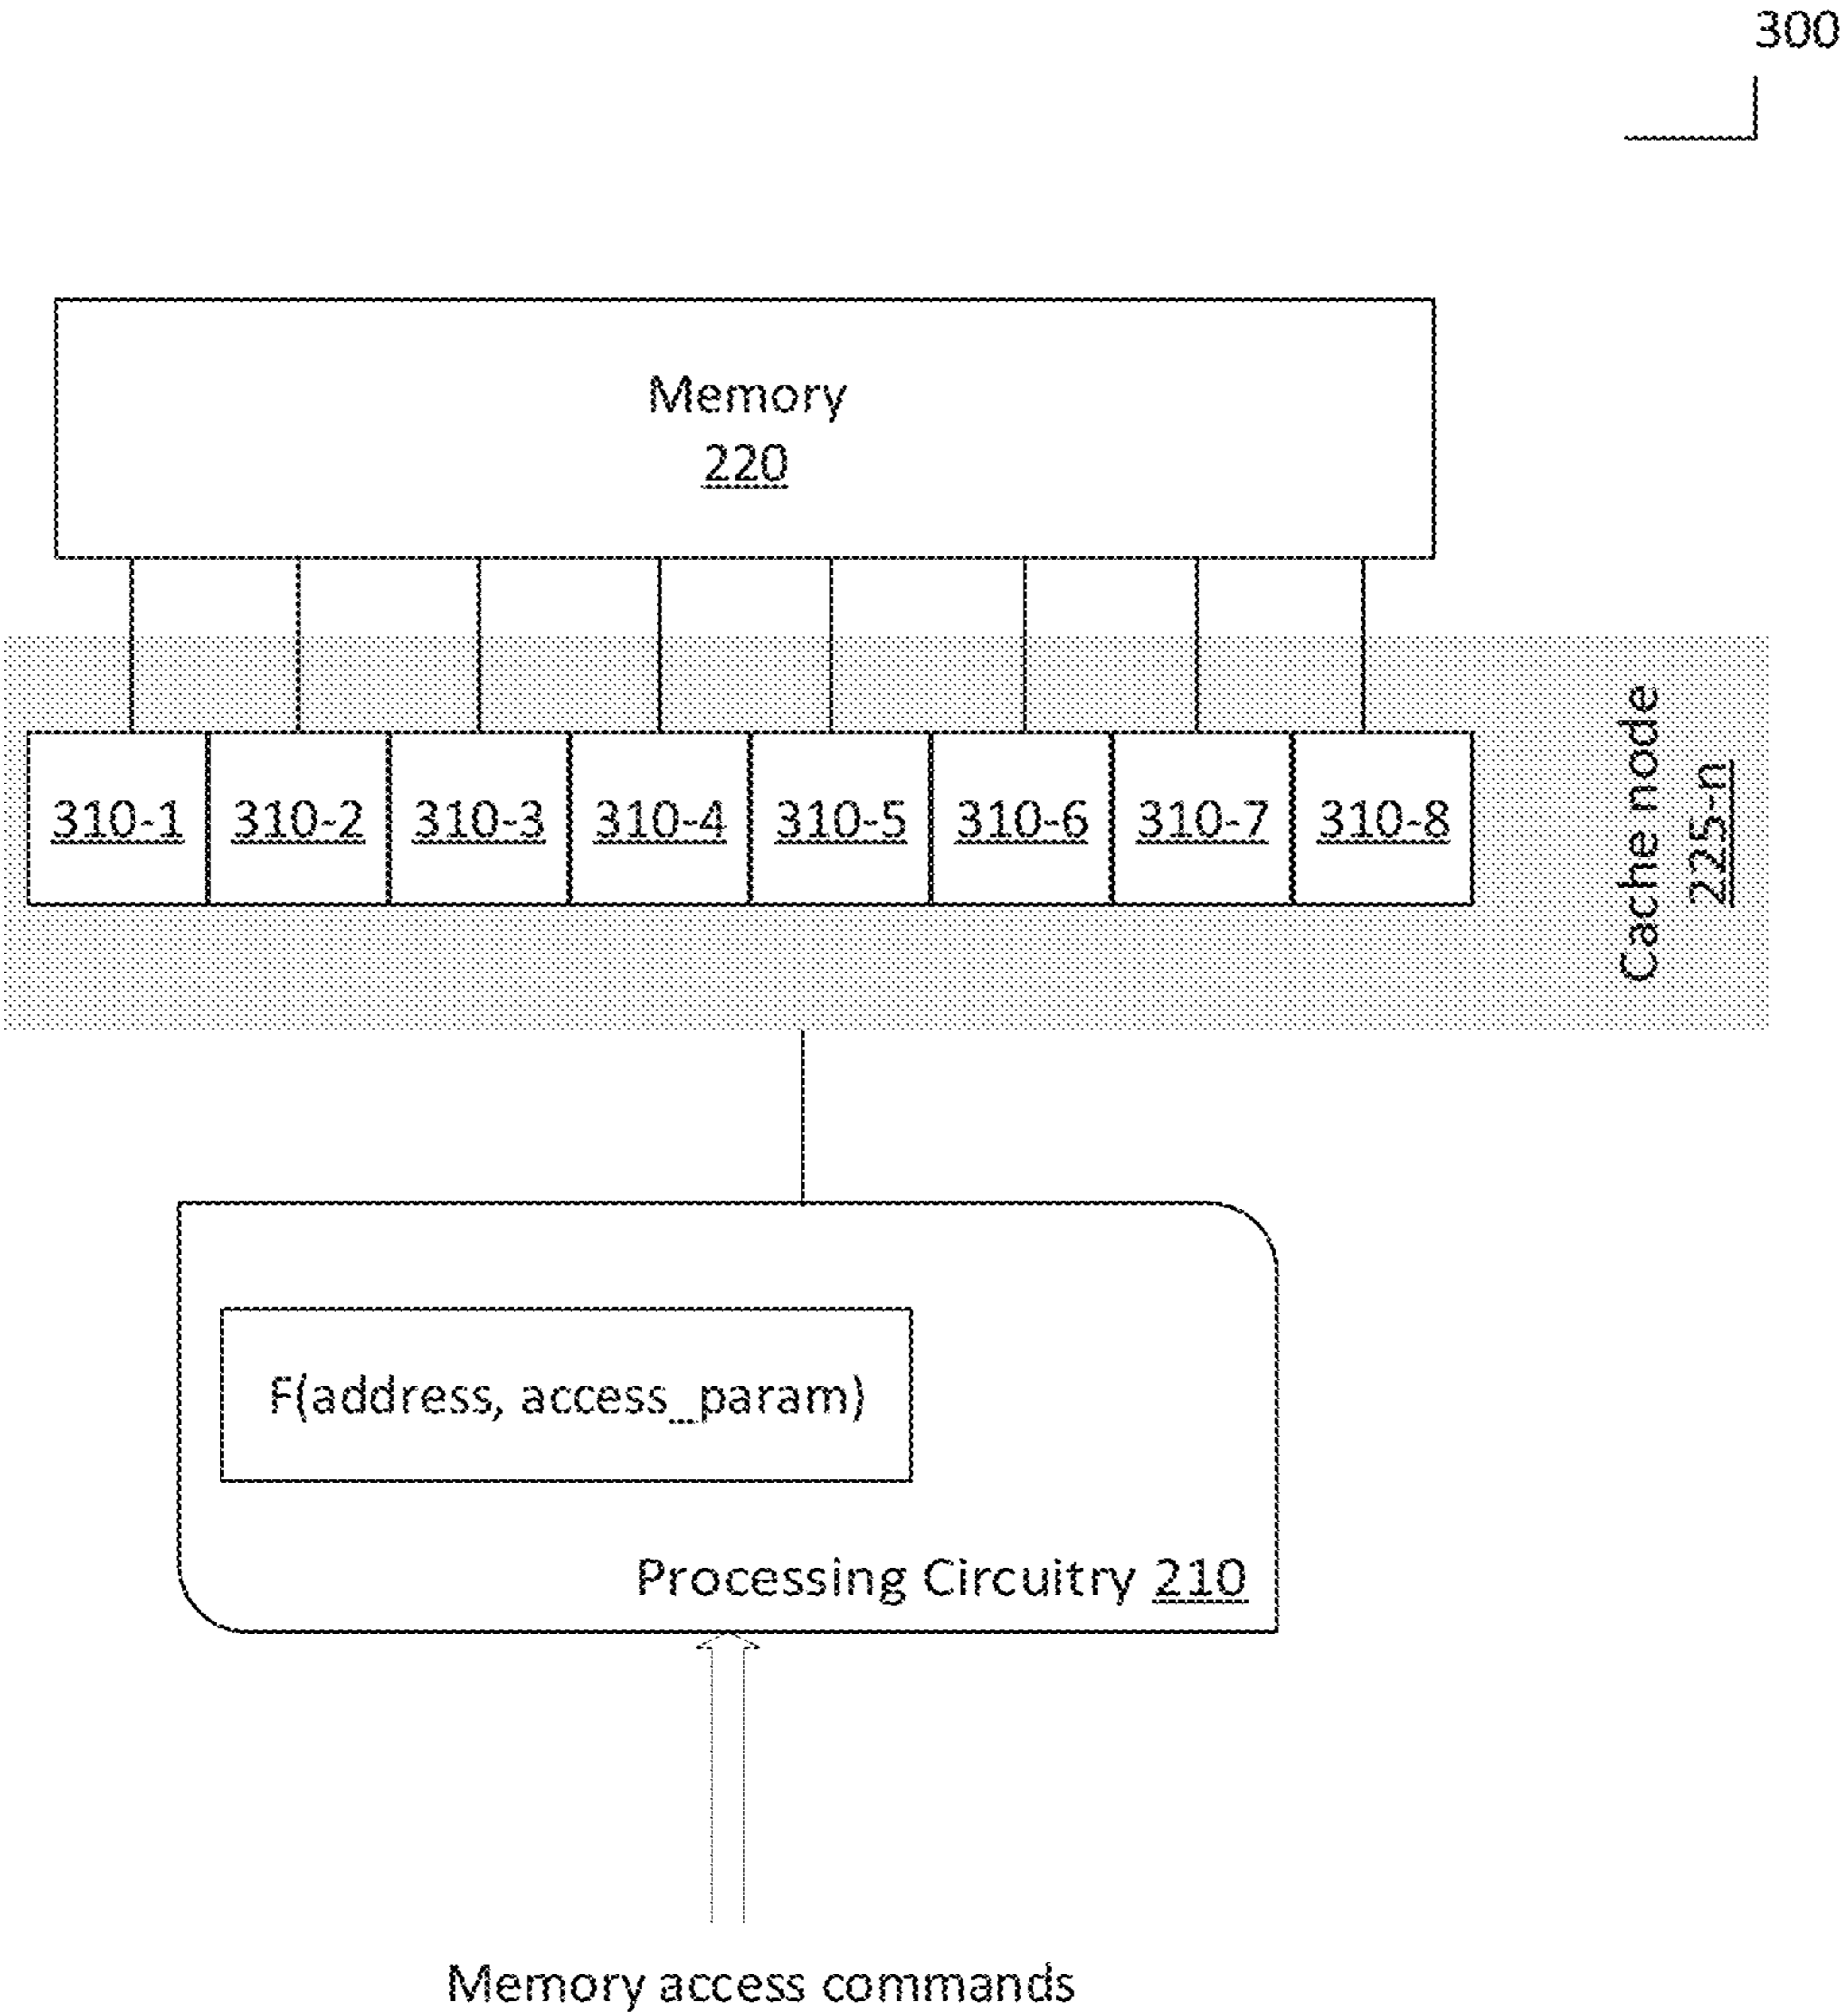 300
Memory
220
310-1 310-2 310-3 310-4 310-5 310-6 310-7 310-8
Cache node
225-n
F(address, access_param)
Processing Circuitry 210
Memory access commands